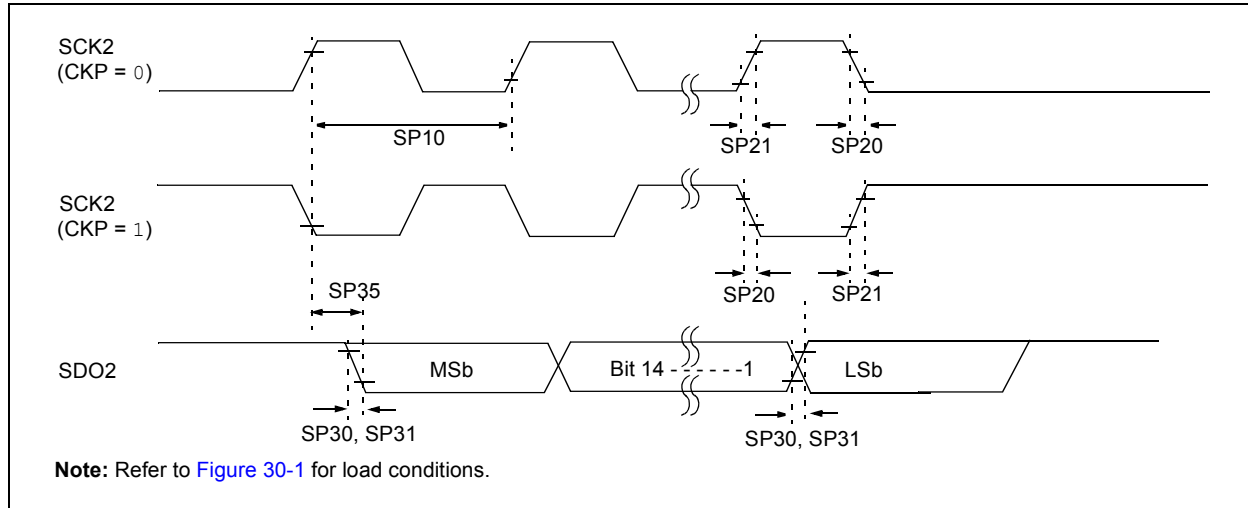 SCK2
(CKP = 0)
SP10
SP21
SP20
SCK2
(CKP = 1)
SP35
SP20
SP21
SDO2
MSb
Bit 14 - - - - - -1
LSb
SP30, SP31
SP30, SP31
Note: Refer to Figure 30-1 for load conditions.